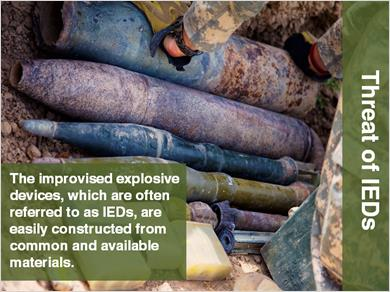 Threat of IEDs
The improvised explosive
devices, which are often
referred to as IEDs, are
easily constructed from
common and available
materials.